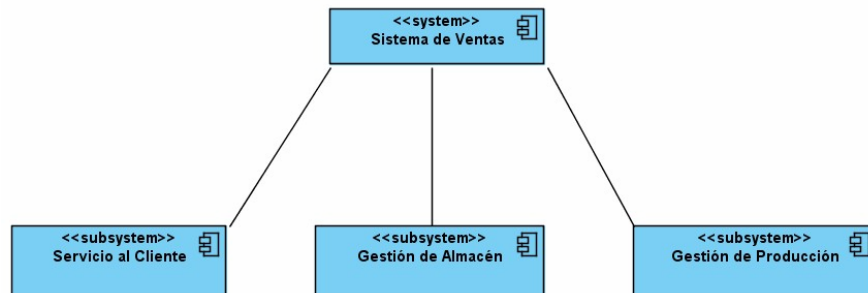 <<system>>
Sistema de Ventas
<<subsystem>>
Servicio al Cliente
<<subsystem>>
Gestión de Almacén
<<subsystem>>
Gestión de Producción